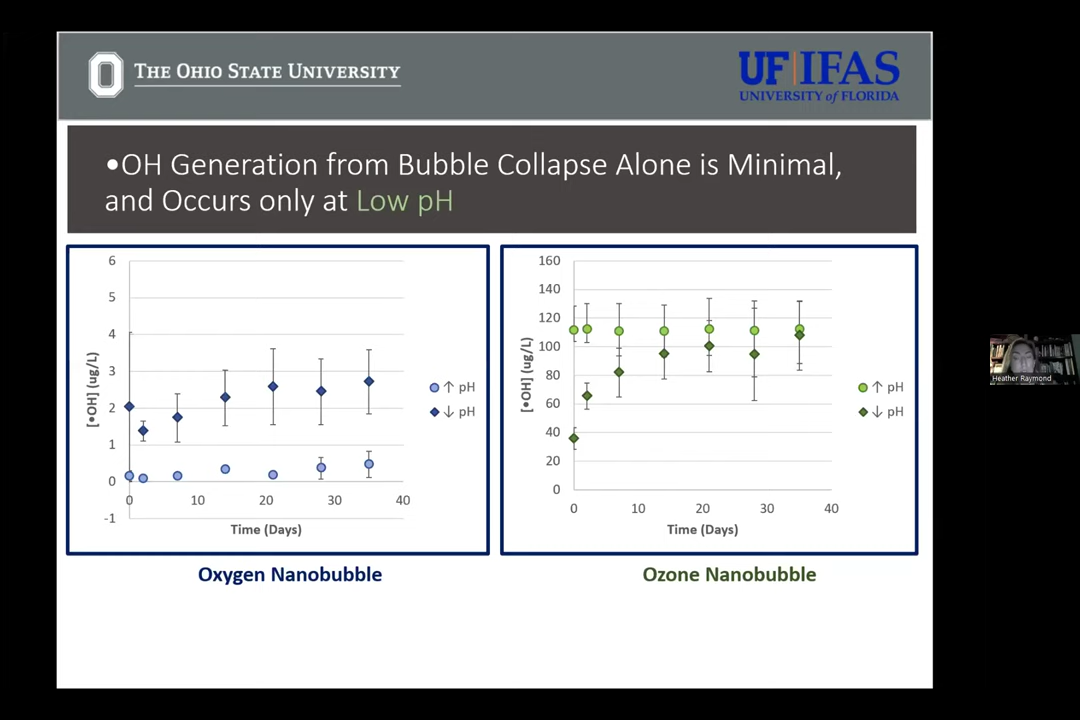 THE OHIO STATE UNIVERSITY
UF|IFAS
UNIVERSITY of FLORIDA
•OH Generation from Bubble Collapse Alone is Minimal,
and Occurs only at Low pH
6
5
4
3
2
1
0
-1
[•OH] (ug/L)
0
10
20
30
40
Time (Days)
↑ pH
↓ pH
Oxygen Nanobubble
160
140
120
100
80
60
40
20
0
[•OH] (ug/L)
0
10
20
30
40
Time (Days)
↑ pH
↓ pH
Ozone Nanobubble
Heather Raymond